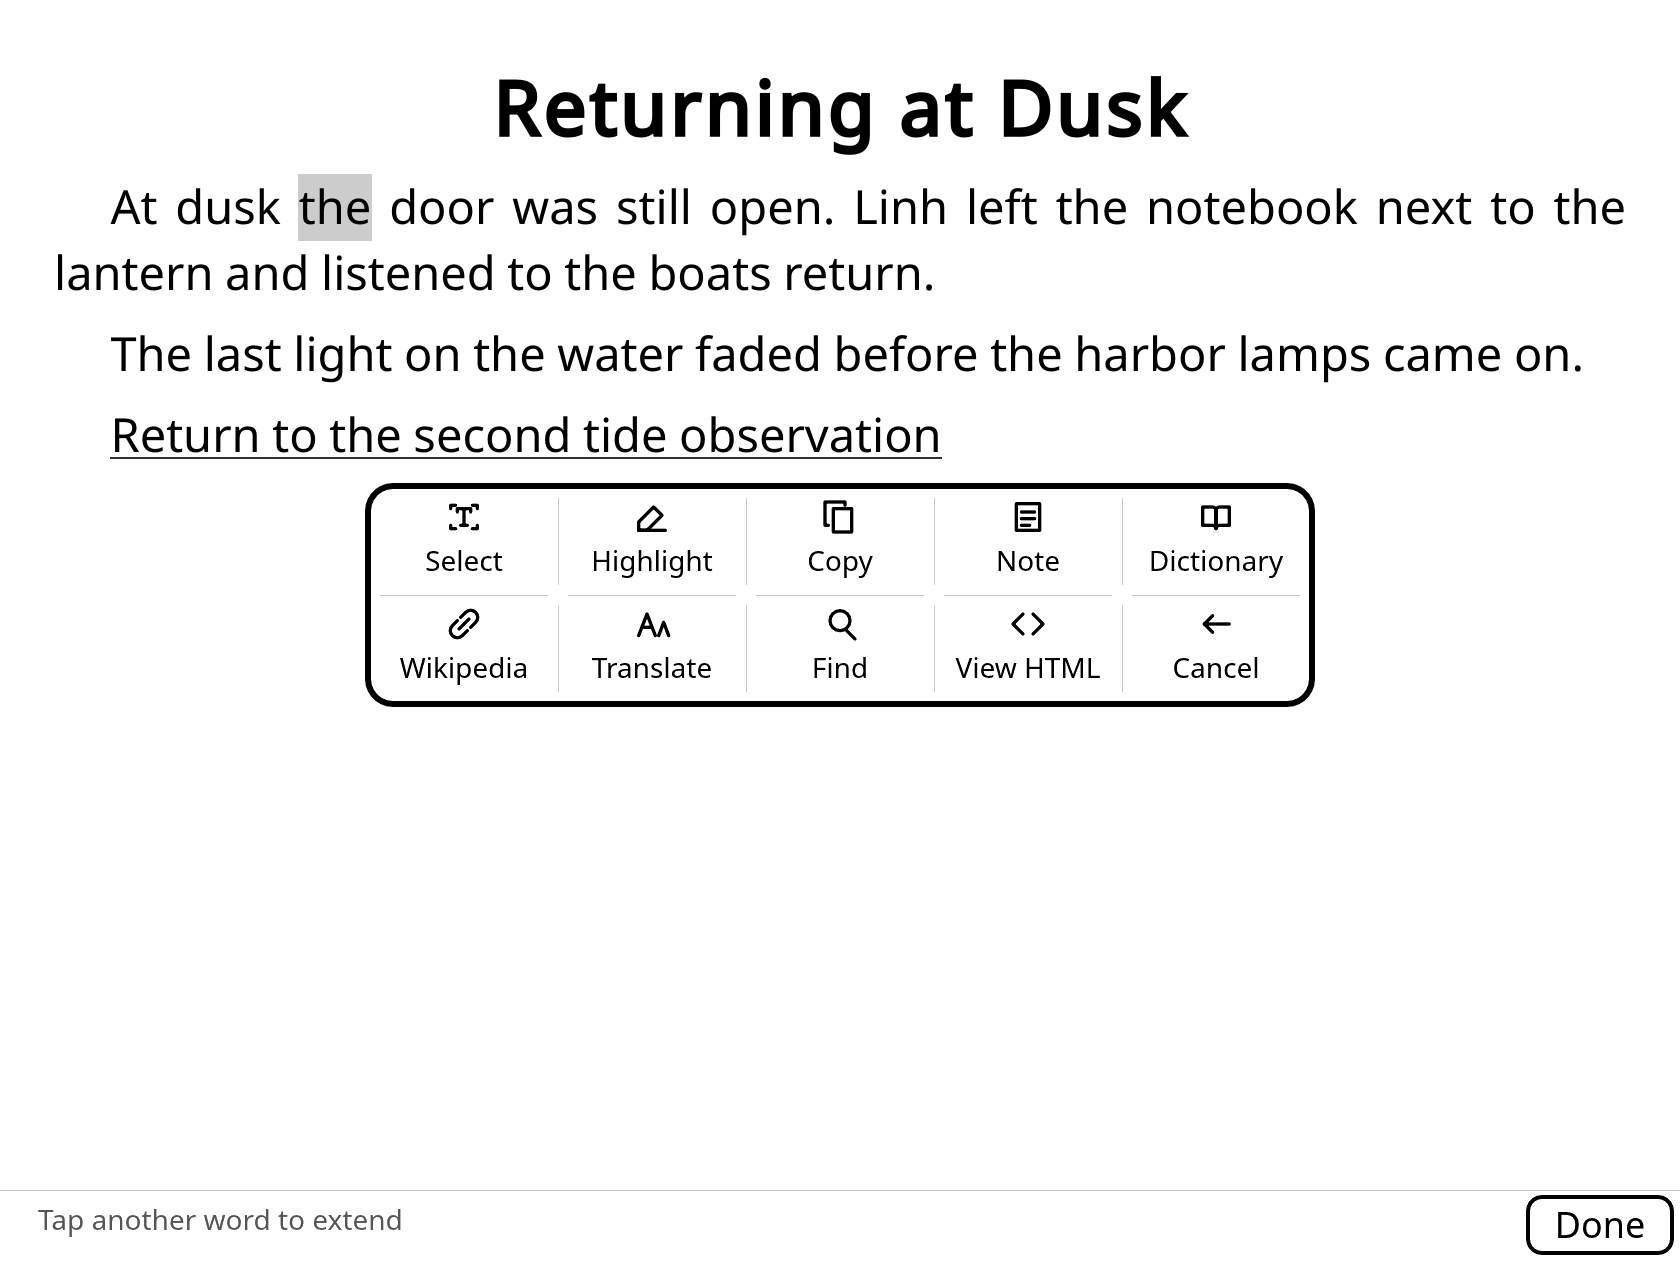 Returning at Dusk
At dusk the door was still open. Linh left the notebook next to the
lantern and listened to the boats return.
The last light on the water faded before the harbor lamps came on.
Return to the second tide observation
Select Highlight Copy Note Dictionary
Wikipedia Translate Find View HTML Cancel
Tap another word to extend
Done